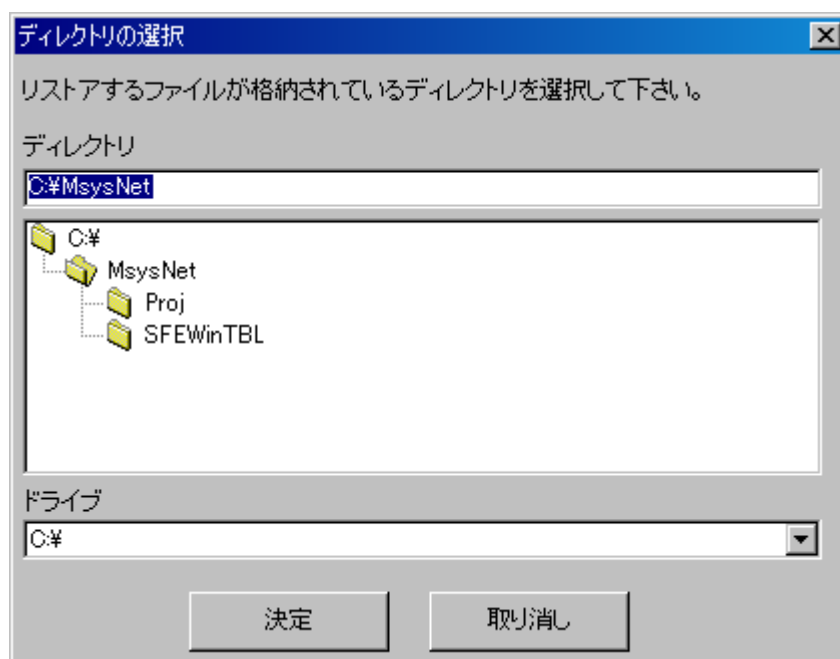 ディレクトリの選択
リストアするファイルが格納されているディレクトリを選択して下さい。
ディレクトリ
C:¥MsysNet
C:¥
MsysNet
Proj
SFEWinTBL
ドライブ
C:¥
決定 取り消し